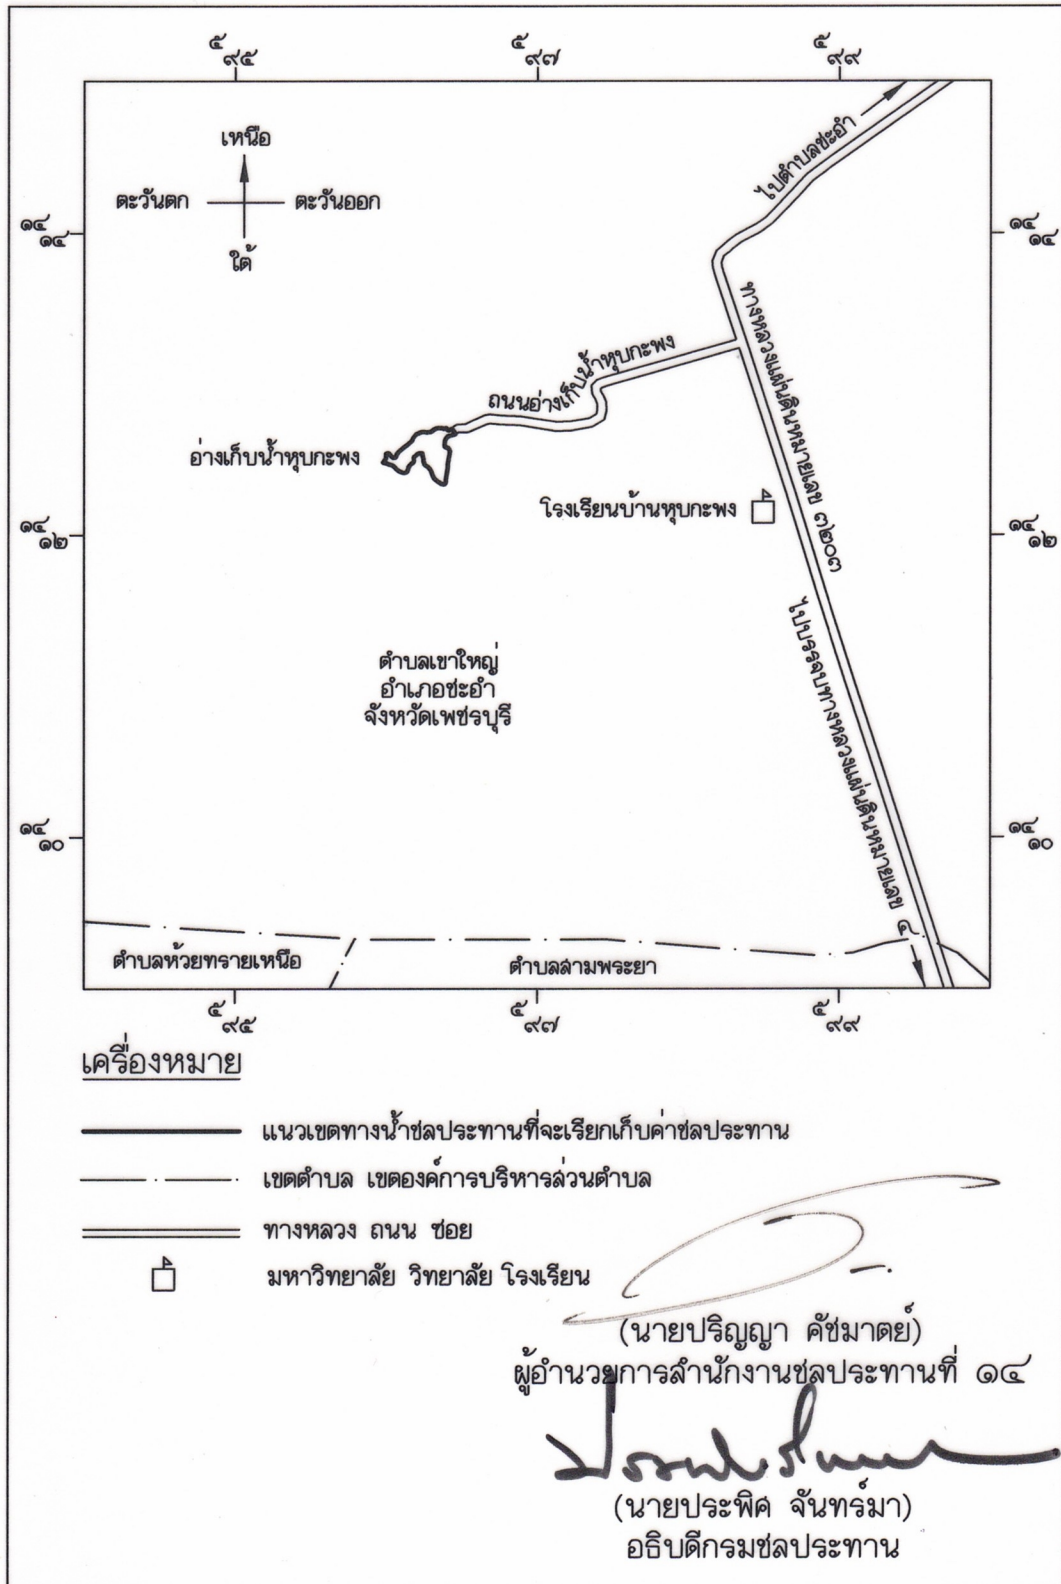 ๕๙๕ ๕๙๗ ๕๙๙
เหนือ
ตะวันตก ตะวันออก
ใต้
ไปตำบลชะอำ
๑๔๑๔ ๑๔๑๔
ทางหลวงแผ่นดินหมายเลข ๓๒๐๓
ถนนอ่างเก็บน้ำหุบกะพง
อ่างเก็บน้ำหุบกะพง
โรงเรียนบ้านหุบกะพง
๑๔๑๒ ๑๔๑๒
ไปบรรจบทางหลวงแผ่นดินหมายเลข ๔
ตำบลเขาใหญ่
อำเภอชะอำ
จังหวัดเพชรบุรี
๑๔๑๐ ๑๔๑๐
ตำบลห้วยทรายเหนือ ตำบลสามพระยา
๕๙๕ ๕๙๗ ๕๙๙
เครื่องหมาย
แนวเขตทางน้ำชลประทานที่จะเรียกเก็บค่าชลประทาน
เขตตำบล เขตองค์การบริหารส่วนตำบล
ทางหลวง ถนน ซอย
มหาวิทยาลัย วิทยาลัย โรงเรียน
(นายปริญญา คัชมาตย์)
ผู้อำนวยการสำนักงานชลประทานที่ ๑๔
(นายประพิศ จันทร์มา)
อธิบดีกรมชลประทาน